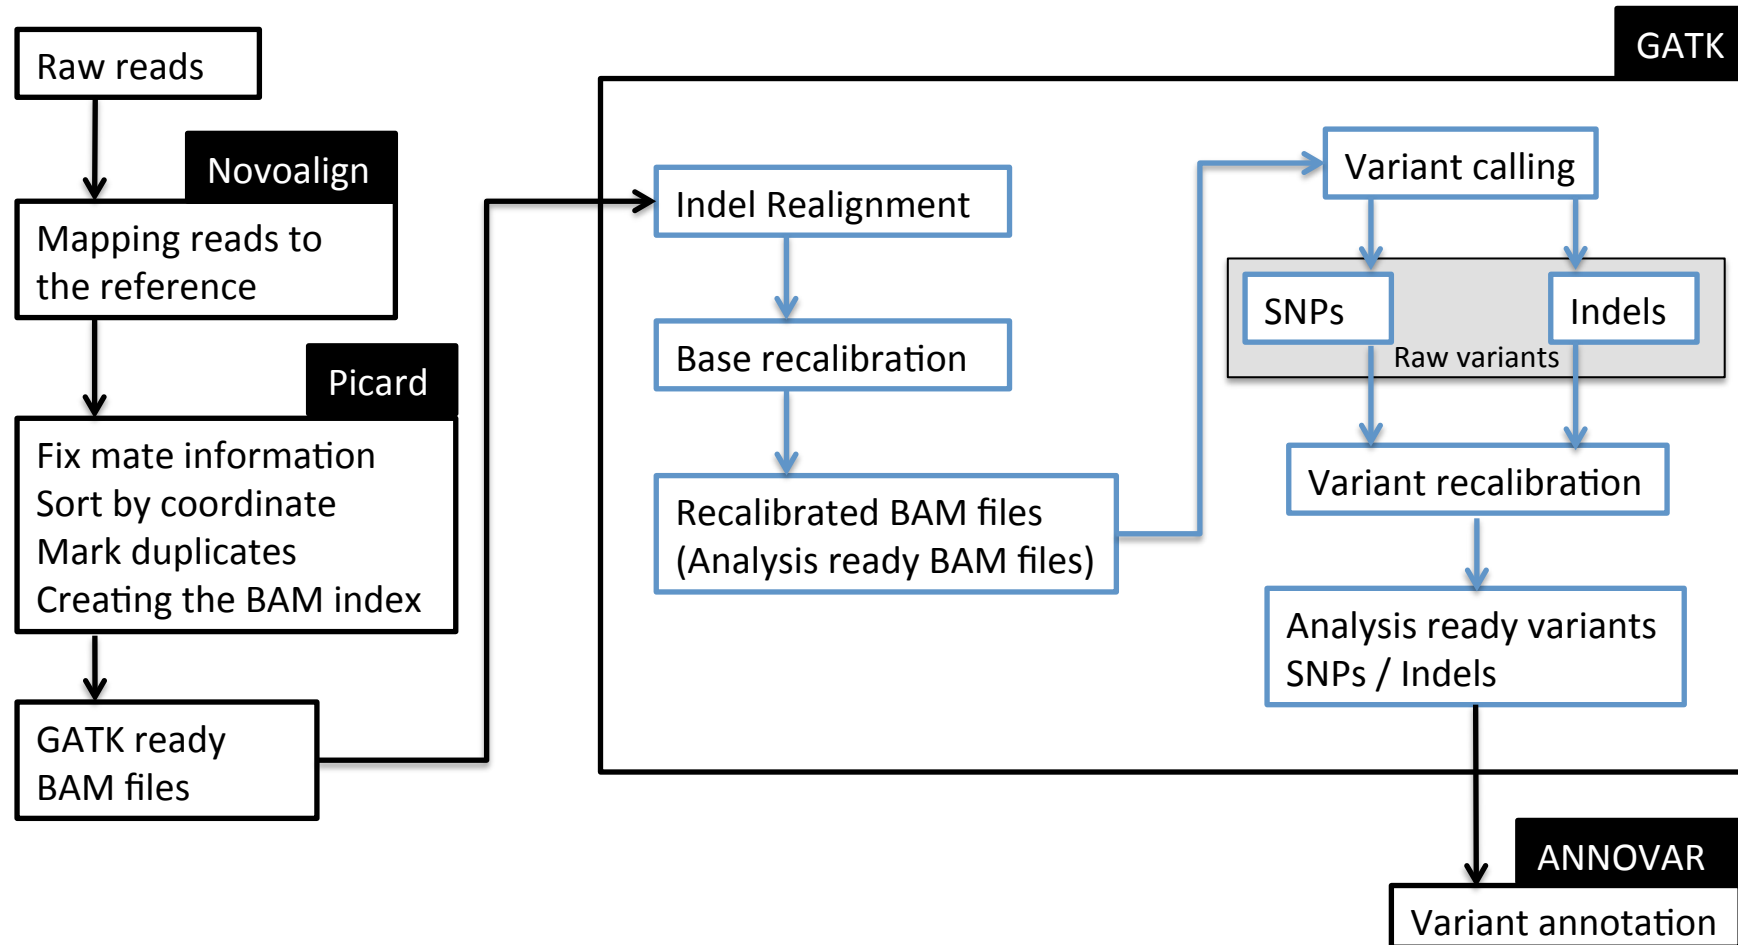 Raw reads
Novoalign
Mapping reads to
the reference
Picard
Fix mate information
Sort by coordinate
Mark duplicates
Creating the BAM index
GATK ready
BAM files
GATK
Indel Realignment
Base recalibration
Recalibrated BAM files
(Analysis ready BAM files)
Variant calling
SNPs
Indels
Raw variants
Variant recalibration
Analysis ready variants
SNPs / Indels
ANNOVAR
Variant annotation